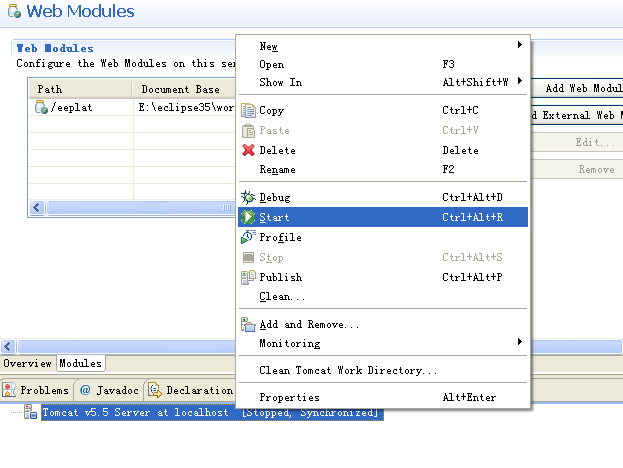 Web Modules
Web Modules
Configure the Web Modules on this se
Path Document Base
/eeplat E:\eclipse35\wor
Add Web Modul
d External Web M
Edit...
Remove
New
Open F3
Show In Alt+Shift+W
Copy Ctrl+C
Paste Ctrl+V
Delete Delete
Rename F2
Debug Ctrl+Alt+D
Start Ctrl+Alt+R
Profile
Stop Ctrl+Alt+S
Publish Ctrl+Alt+P
Clean...
Add and Remove...
Monitoring
Clean Tomcat Work Directory...
Properties Alt+Enter
Overview Modules
Problems @ Javadoc Declaration
Tomcat v5.5 Server at localhost [Stopped, Synchronized]